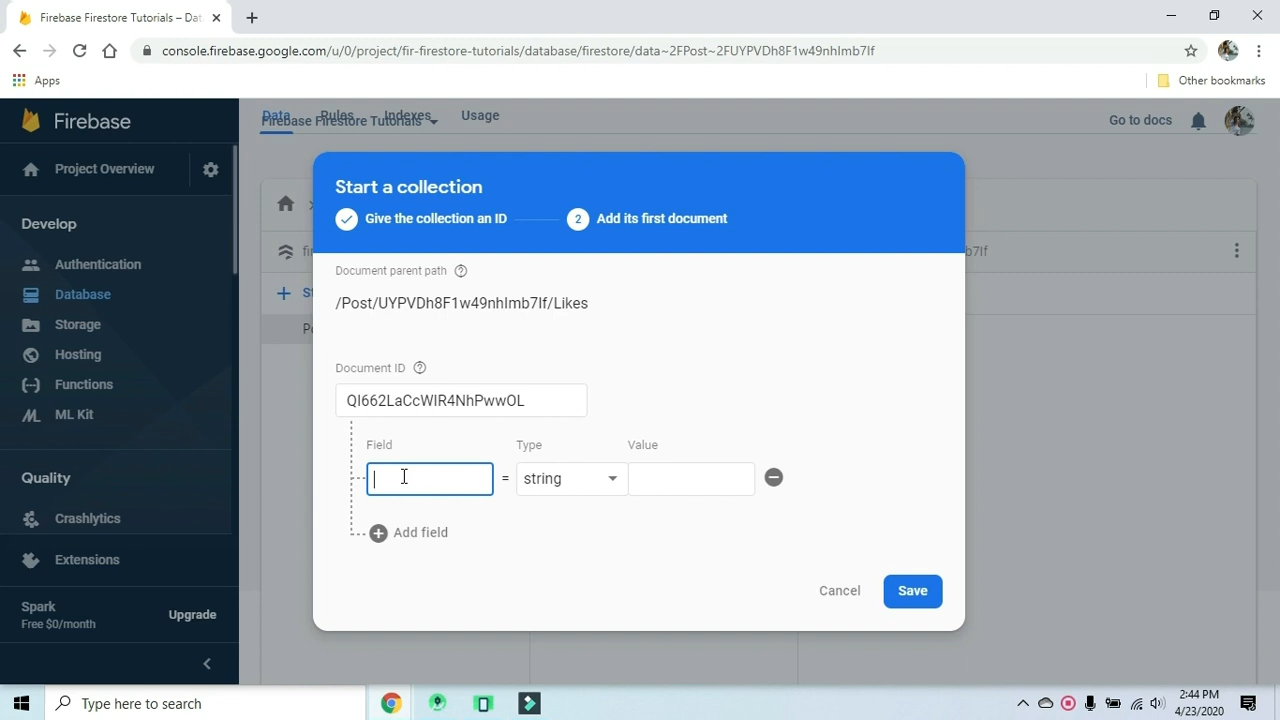 Firebase Firestore Tutorials – Dat
console.firebase.google.com/u/0/project/fir-firestore-tutorials/database/firestore/data~2FPost~2FUYPVDh8F1w49nhImb7If
Apps
Other bookmarks
Firebase
Data Rules Indexes Usage
Firebase Firestore Tutorials
Go to docs
Project Overview
Develop
Authentication
Database
Storage
Hosting
Functions
ML Kit
Quality
Crashlytics
Extensions
Spark
Free $0/month
Upgrade
b7If
Start a collection
Give the collection an ID
2 Add its first document
Document parent path
/Post/UYPVDh8F1w49nhImb7If/Likes
Document ID
QI662LaCcWIR4NhPwwOL
Field Type Value
= string
Add field
Cancel Save
Type here to search
2:44 PM
4/23/2020